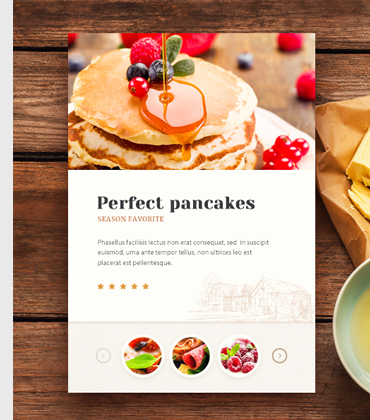 Perfect pancakes
SEASON FAVORITE
Phasellus facilisis lectus non erat consequat, sed in suscipit
euismod, urna ante tempor tellus, non ultrices leo est
placerat est pellentesque.